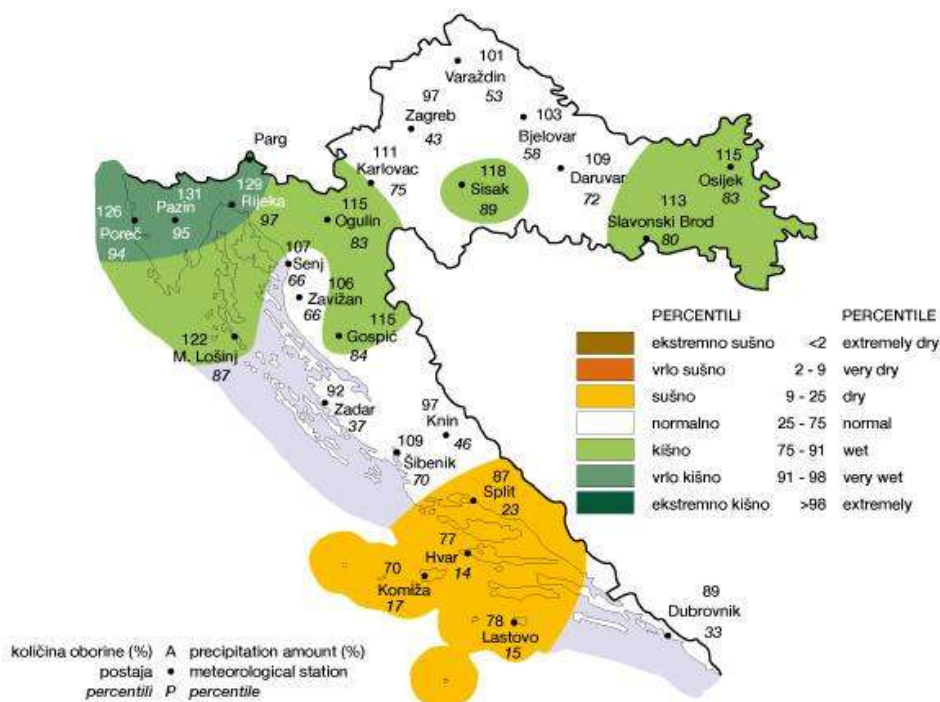 101
Varaždin
53
97
Zagreb
43
103
Bjelovar
58
Parg
111
Karlovac
75
118
Sisak
89
109
Daruvar
72
115
Osijek
83
113
Slavonski Brod
80
126
Poreč
94
131
Pazin
95
129
Rijeka
97
115
Ogulin
83
107
Senj
66
106
Zavižan
66
115
Gospić
84
122
M. Lošinj
87
92
Zadar
37
97
Knin
46
109
Šibenik
70
87
Split
23
77
Hvar
14
70
Komiža
17
78
Lastovo
15
89
Dubrovnik
33
PERCENTILI PERCENTILE
ekstremno sušno <2 extremely dry
vrlo sušno 2 - 9 very dry
sušno 9 - 25 dry
normalno 25 - 75 normal
kišno 75 - 91 wet
vrlo kišno 91 - 98 very wet
ekstremno kišno >98 extremely
količina oborine (%) A precipitation amount (%)
postaja • meteorological station
percentili P percentile